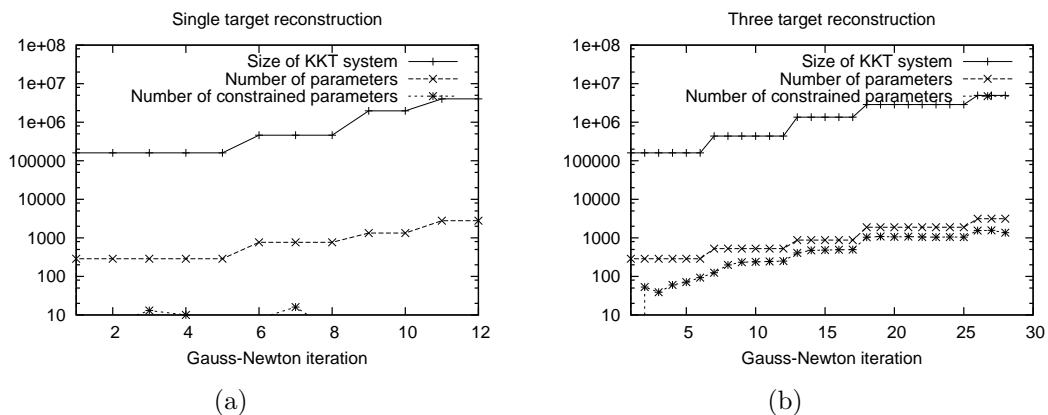 Single target reconstruction
1e+08
1e+07
1e+06
100000
10000
1000
100
10
Size of KKT system
Number of parameters
Number of constrained parameters
2 4 6 8 10 12
Gauss-Newton iteration
(a)
Three target reconstruction
1e+08
1e+07
1e+06
100000
10000
1000
100
10
Size of KKT system
Number of parameters
Number of constrained parameters
5 10 15 20 25 30
Gauss-Newton iteration
(b)